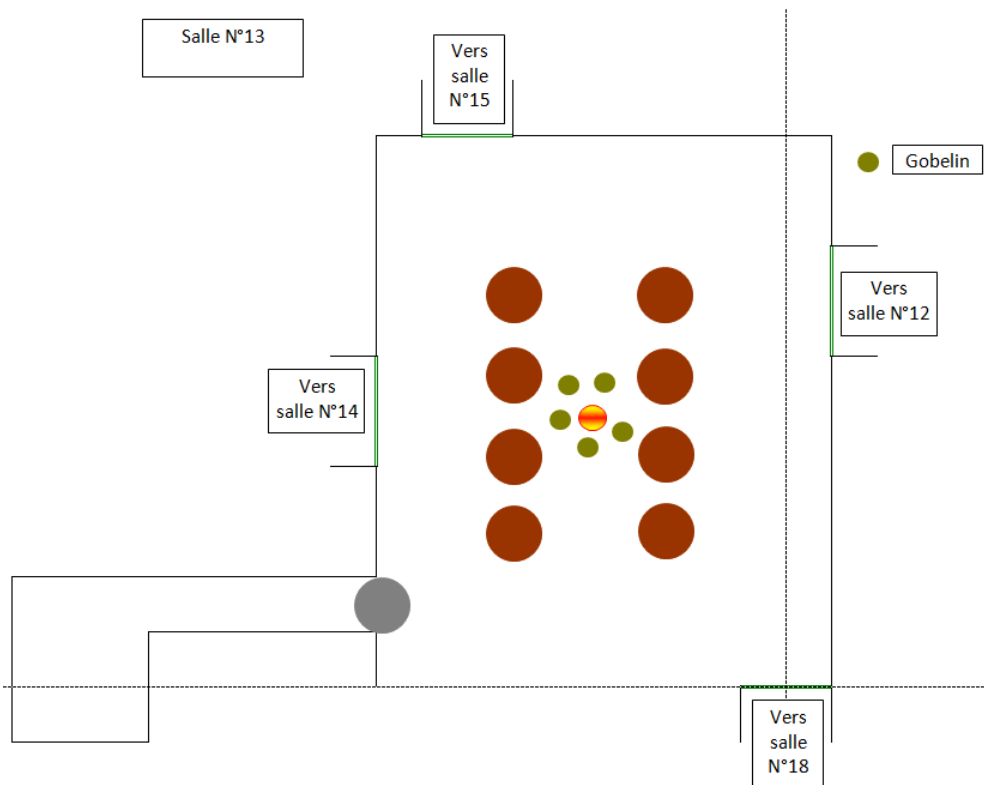 Salle N°13
Vers
salle
N°15
Gobelin
Vers
salle N°12
Vers
salle N°14
Vers
salle
N°18